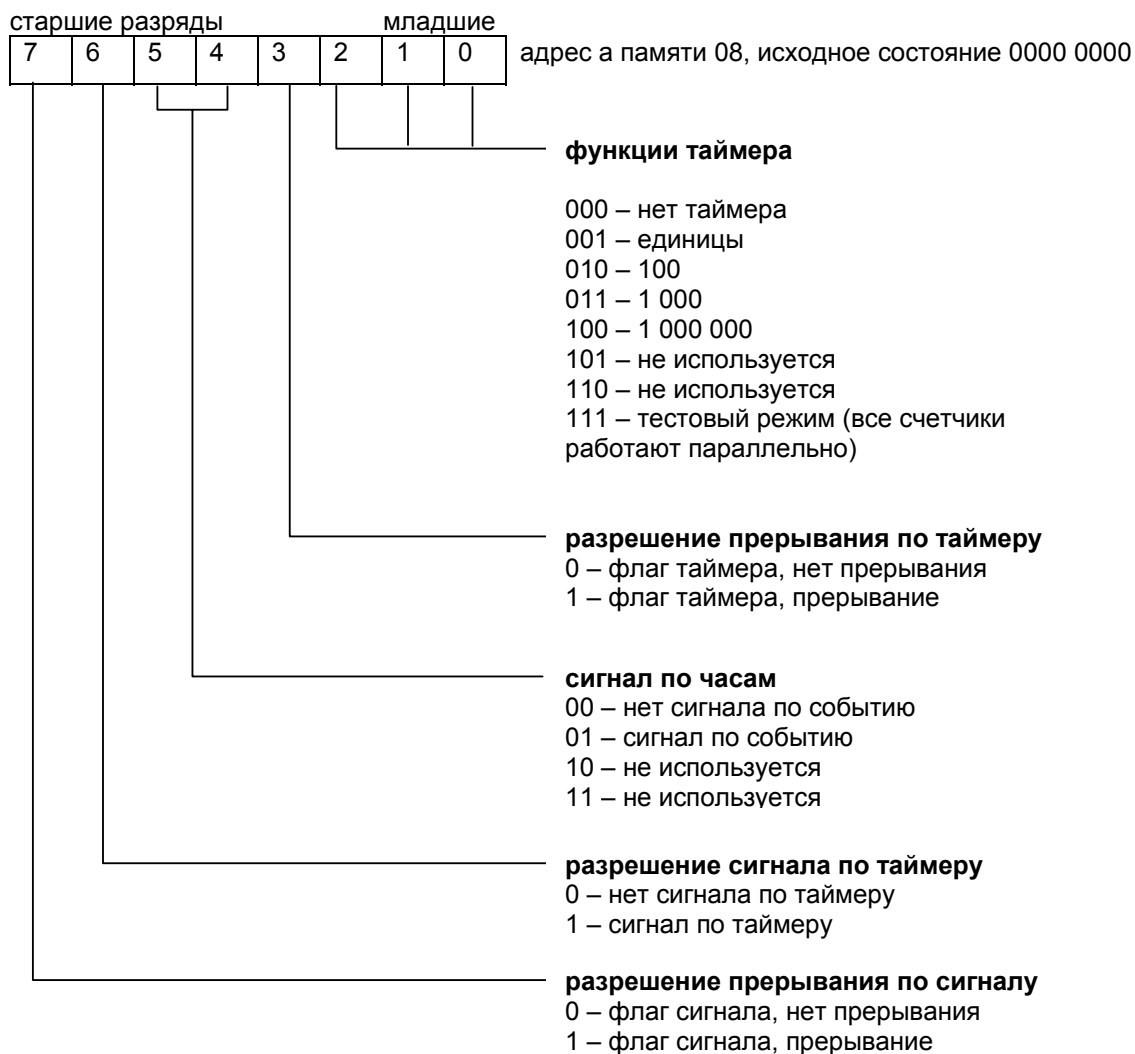 старшие разряды младшие
7 6 5 4 3 2 1 0 адрес а памяти 08, исходное состояние 0000 0000
функции таймера
000 – нет таймера
001 – единицы
010 – 100
011 – 1 000
100 – 1 000 000
101 – не используется
110 – не используется
111 – тестовый режим (все счетчики
работают параллельно)
разрешение прерывания по таймеру
0 – флаг таймера, нет прерывания
1 – флаг таймера, прерывание
сигнал по часам
00 – нет сигнала по событию
01 – сигнал по событию
10 – не используется
11 – не используется
разрешение сигнала по таймеру
0 – нет сигнала по таймеру
1 – сигнал по таймеру
разрешение прерывания по сигналу
0 – флаг сигнала, нет прерывания
1 – флаг сигнала, прерывание